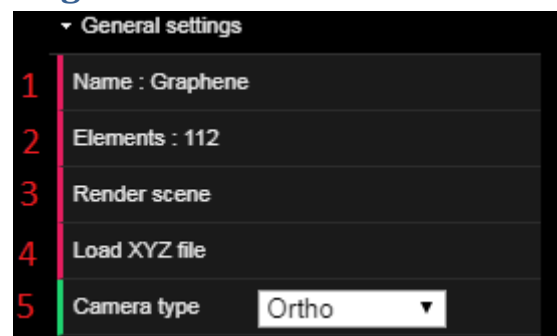 General settings
1 Name : Graphene
2 Elements : 112
3 Render scene
4 Load XYZ file
5 Camera type Ortho